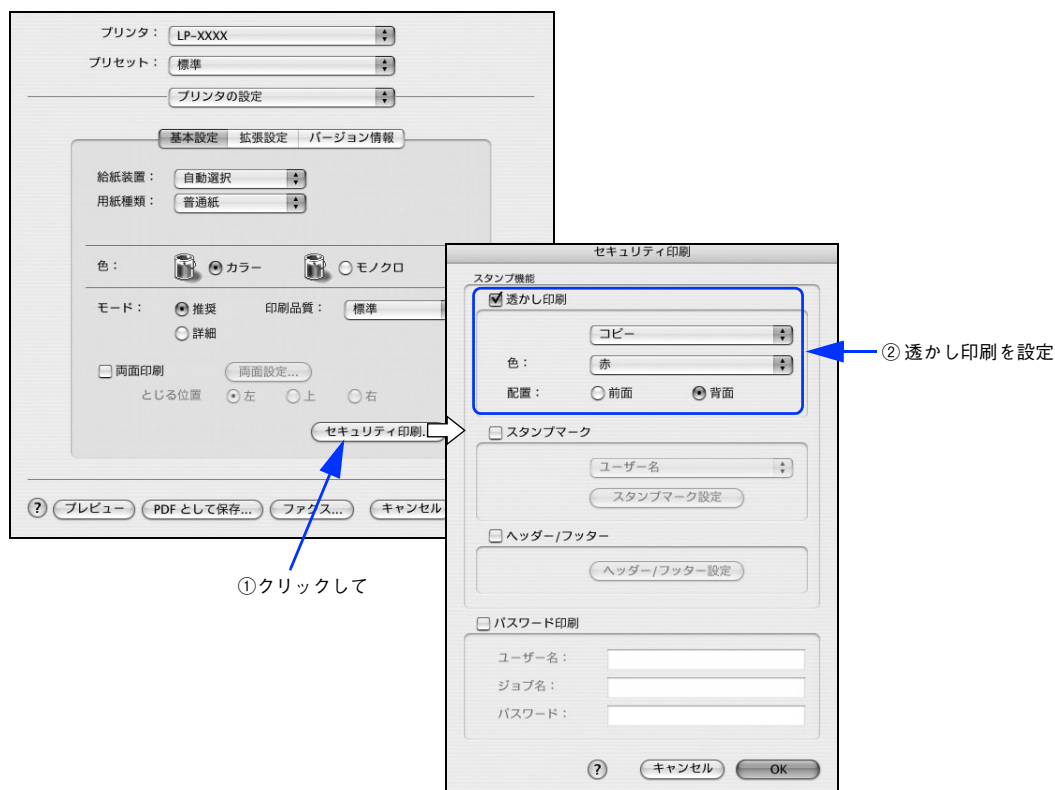 プリンタ： LP-XXXX
プリセット： 標準
プリンタの設定
基本設定 拡張設定 バージョン情報
給紙装置： 自動選択
用紙種類： 普通紙
色： カラー モノクロ
モード： 推奨 印刷品質： 標準
詳細
両面印刷 両面設定...
とじる位置 左 上 右
セキュリティ印刷..
? プレビュー PDF として保存... ファクス... キャンセル
①クリックして
セキュリティ印刷
スタンプ機能
透かし印刷
コピー
色： 赤
配置： 前面 背面
②透かし印刷を設定
スタンプマーク
ユーザー名
スタンプマーク設定
ヘッダー/フッター
ヘッダー/フッター設定
パスワード印刷
ユーザー名：
ジョブ名：
パスワード：
? キャンセル OK